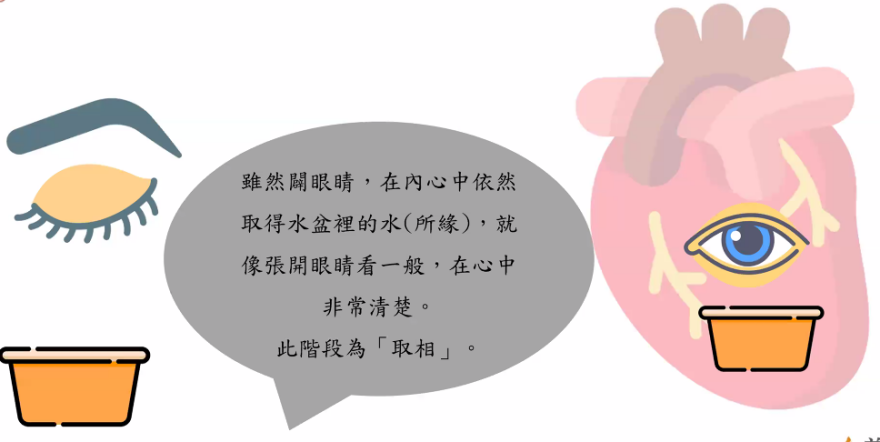 雖然闔眼睛，在內心中依然
取得水盆裡的水(所緣)，就
像張開眼睛看一般，在心中
非常清楚。
此階段為「取相」。